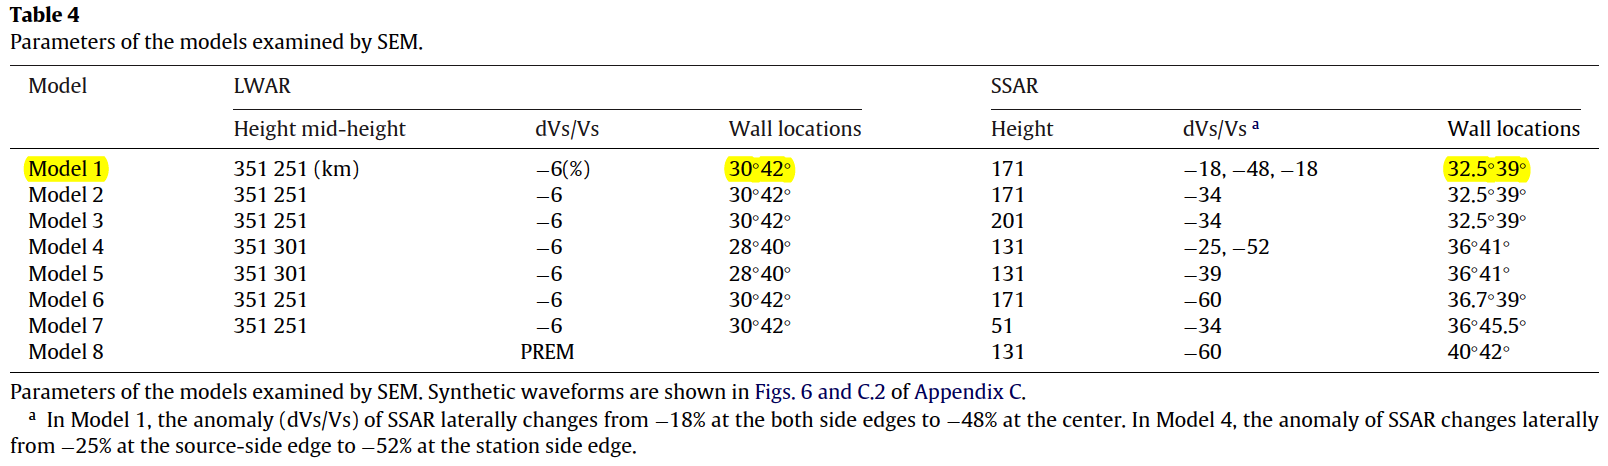 Table 4
Parameters of the models examined by SEM.
Model LWAR SSAR
Height mid-height dVs/Vs Wall locations Height dVs/Vs a Wall locations
Model 1 351 251 (km) −6(%) 30°42° 171 −18, −48, −18 32.5°39°
Model 2 351 251 −6 30°42° 171 −34 32.5°39°
Model 3 351 251 −6 30°42° 201 −34 32.5°39°
Model 4 351 301 −6 28°40° 131 −25, −52 36°41°
Model 5 351 301 −6 28°40° 131 −39 36°41°
Model 6 351 251 −6 30°42° 171 −60 36.7°39°
Model 7 351 251 −6 30°42° 51 −34 36°45.5°
Model 8 PREM 131 −60 40°42°
Parameters of the models examined by SEM. Synthetic waveforms are shown in Figs. 6 and C.2 of Appendix C.
a In Model 1, the anomaly (dVs/Vs) of SSAR laterally changes from −18% at the both side edges to −48% at the center. In Model 4, the anomaly of SSAR changes laterally
from −25% at the source-side edge to −52% at the station side edge.